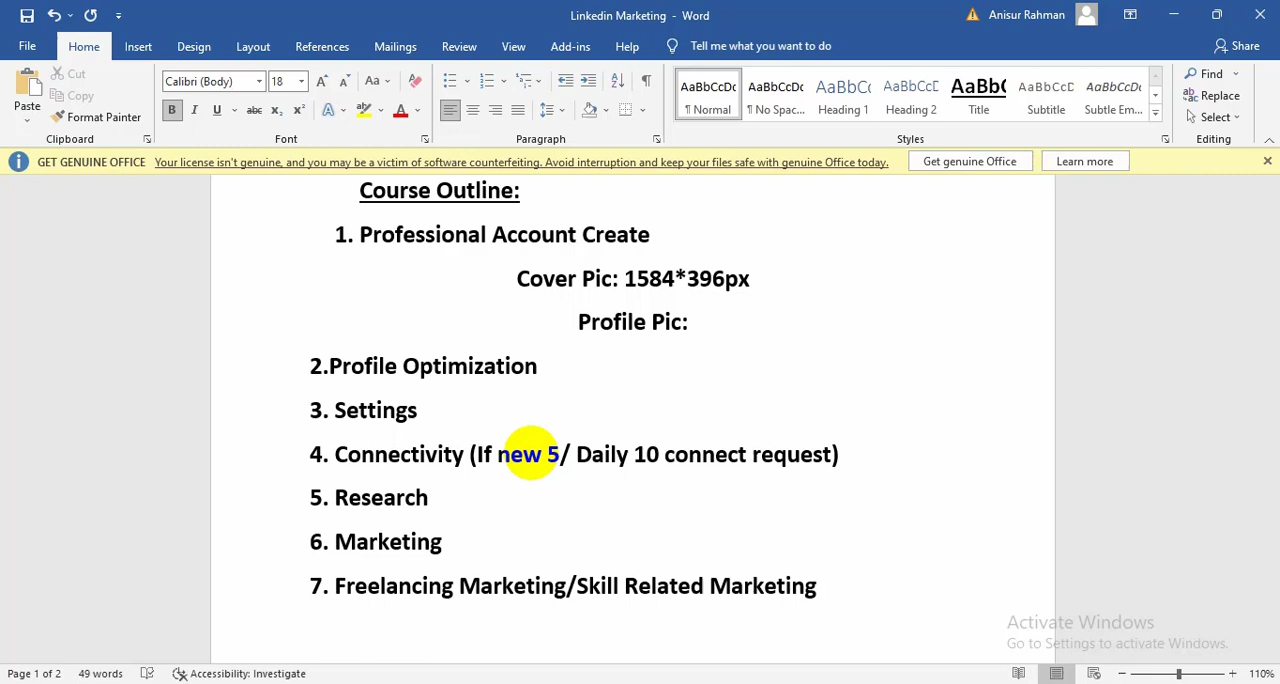 Linkedin Marketing - Word
Anisur Rahman
File Home Insert Design Layout References Mailings Review View Add-ins Help Tell me what you want to do Share
Paste
Cut
Copy
Format Painter
Clipboard
Calibri (Body) 18
Font
Paragraph
AaBbCcDc AaBbCcDc AaBbCc AaBbCcD AaBbC AaBbCcD AaBbCcDc
¶ Normal ¶ No Spac... Heading 1 Heading 2 Title Subtitle Subtle Em...
Styles
Find
Replace
Select
Editing
GET GENUINE OFFICE Your license isn't genuine, and you may be a victim of software counterfeiting. Avoid interruption and keep your files safe with genuine Office today. Get genuine Office Learn more
Course Outline:
1. Professional Account Create
Cover Pic: 1584*396px
Profile Pic:
2.Profile Optimization
3. Settings
4. Connectivity (If new 5/ Daily 10 connect request)
5. Research
6. Marketing
7. Freelancing Marketing/Skill Related Marketing
Activate Windows
Go to Settings to activate Windows.
Page 1 of 2 49 words Accessibility: Investigate 110%